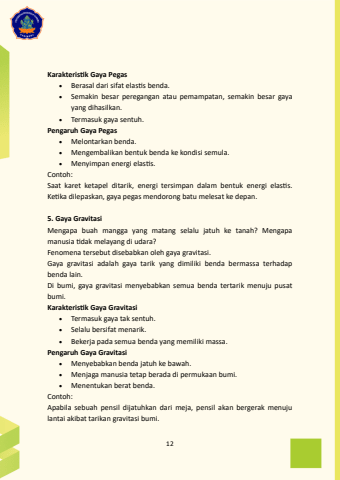 Karakteristik Gaya Pegas
• Berasal dari sifat elastis benda.
• Semakin besar peregangan atau pemampatan, semakin besar gaya
yang dihasilkan.
• Termasuk gaya sentuh.
Pengaruh Gaya Pegas
• Melontarkan benda.
• Mengembalikan bentuk benda ke kondisi semula.
• Menyimpan energi elastis.
Contoh:
Saat karet ketapel ditarik, energi tersimpan dalam bentuk energi elastis.
Ketika dilepaskan, gaya pegas mendorong batu melesat ke depan.
5. Gaya Gravitasi
Mengapa buah mangga yang matang selalu jatuh ke tanah? Mengapa
manusia tidak melayang di udara?
Fenomena tersebut disebabkan oleh gaya gravitasi.
Gaya gravitasi adalah gaya tarik yang dimiliki benda bermassa terhadap
benda lain.
Di bumi, gaya gravitasi menyebabkan semua benda tertarik menuju pusat
bumi.
Karakteristik Gaya Gravitasi
• Termasuk gaya tak sentuh.
• Selalu bersifat menarik.
• Bekerja pada semua benda yang memiliki massa.
Pengaruh Gaya Gravitasi
• Menyebabkan benda jatuh ke bawah.
• Menjaga manusia tetap berada di permukaan bumi.
• Menentukan berat benda.
Contoh:
Apabila sebuah pensil dijatuhkan dari meja, pensil akan bergerak menuju
lantai akibat tarikan gravitasi bumi.
12